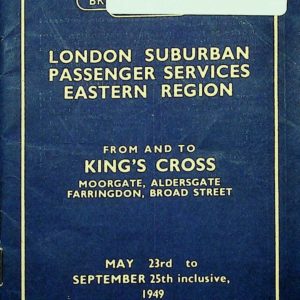 LONDON SUBURBAN
PASSENGER SERVICES
EASTERN REGION
FROM AND TO
KING'S CROSS
MOORGATE, ALDERSGATE
FARRINGDON, BROAD STREET
MAY 23rd to
SEPTEMBER 25th inclusive,
1949